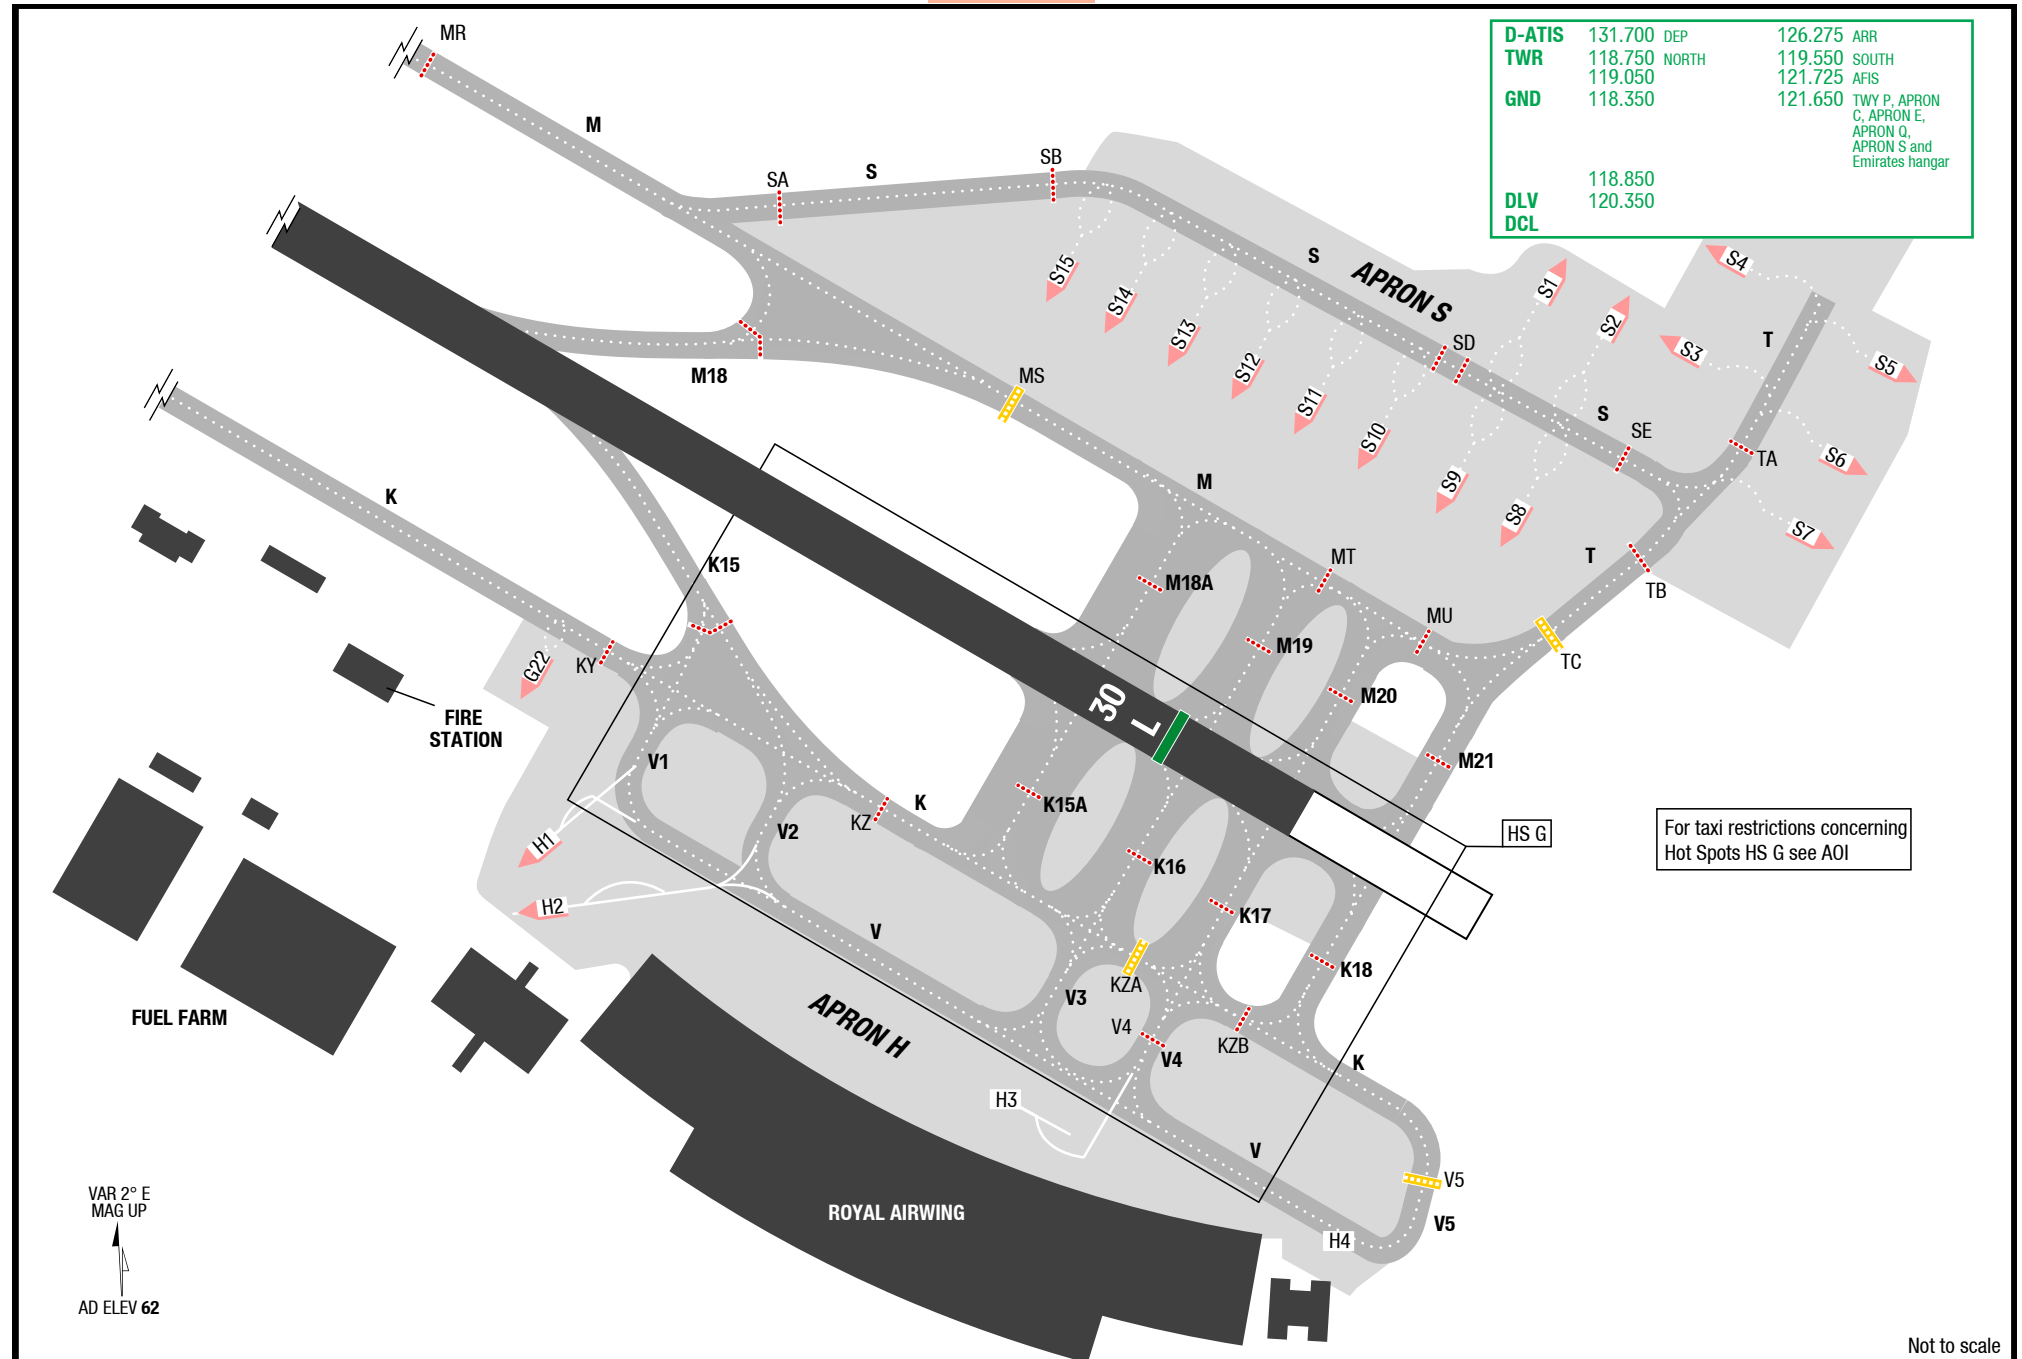 MR
D-ATIS 131.700 DEP 126.275 ARR
TWR 118.750 NORTH 119.550 SOUTH
119.050 121.725 AFIS
GND 118.350 121.650 TWY P, APRON
C, APRON E,
APRON Q,
APRON S and
Emirates hangar
118.850
DLV 120.350
DCL
M
SB
S
SA
S
APRON S
S15
S14
S13
S12
S11
S10
S9
S8
S1
S2
S4
S3
S5
S6
S7
T
SD
S
SE
TA
M18
MS
K
M
MT
T
TB
K15
M18A
M19
MU
TC
M20
M21
G22
KY
30
L
FIRE
STATION
V1
KZ
K
V2
K15A
K16
K17
K18
HS G
For taxi restrictions concerning
Hot Spots HS G see AOI
H1
H2
V
KZA
V3
V4
V4
KZB
K
FUEL FARM
APRON H
H3
V
V5
V5
H4
ROYAL AIRWING
VAR 2° E
MAG UP
AD ELEV 62
Not to scale